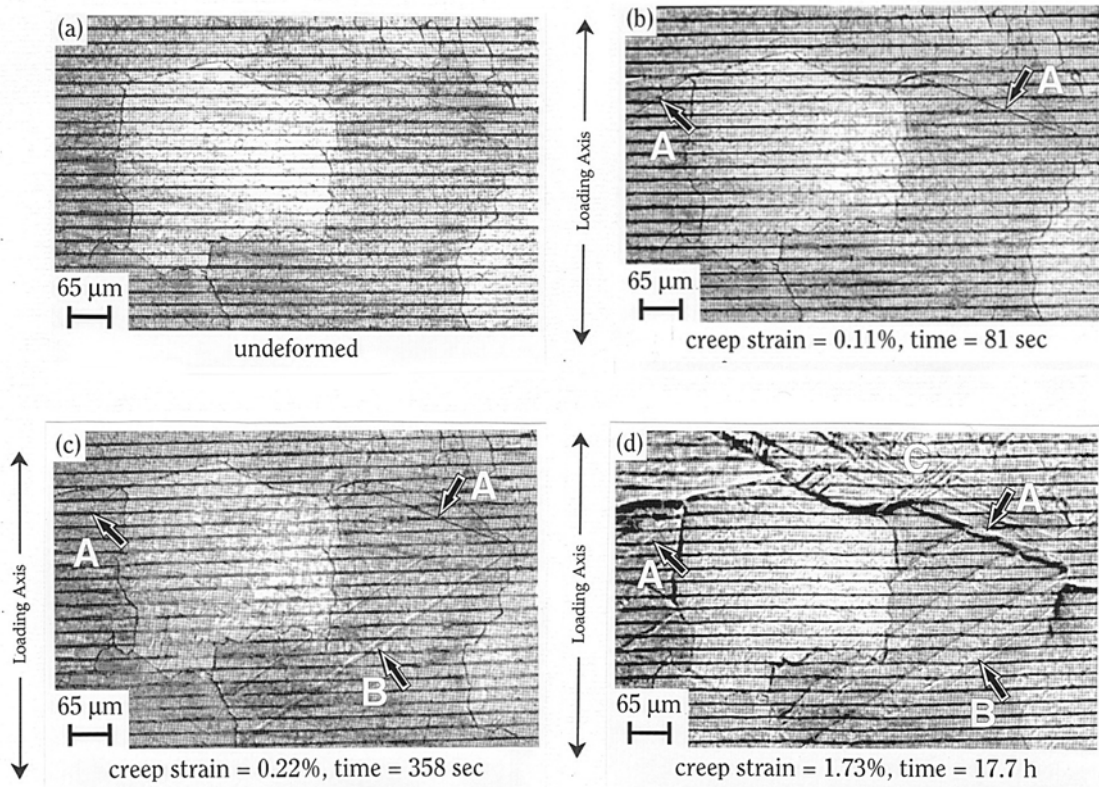 (a)
65 µm
undeformed
Loading Axis
(b)
A
A
65 µm
creep strain = 0.11%, time = 81 sec
Loading Axis
(c)
A
A
B
65 µm
creep strain = 0.22%, time = 358 sec
Loading Axis
(d)
C
A
A
B
65 µm
creep strain = 1.73%, time = 17.7 h